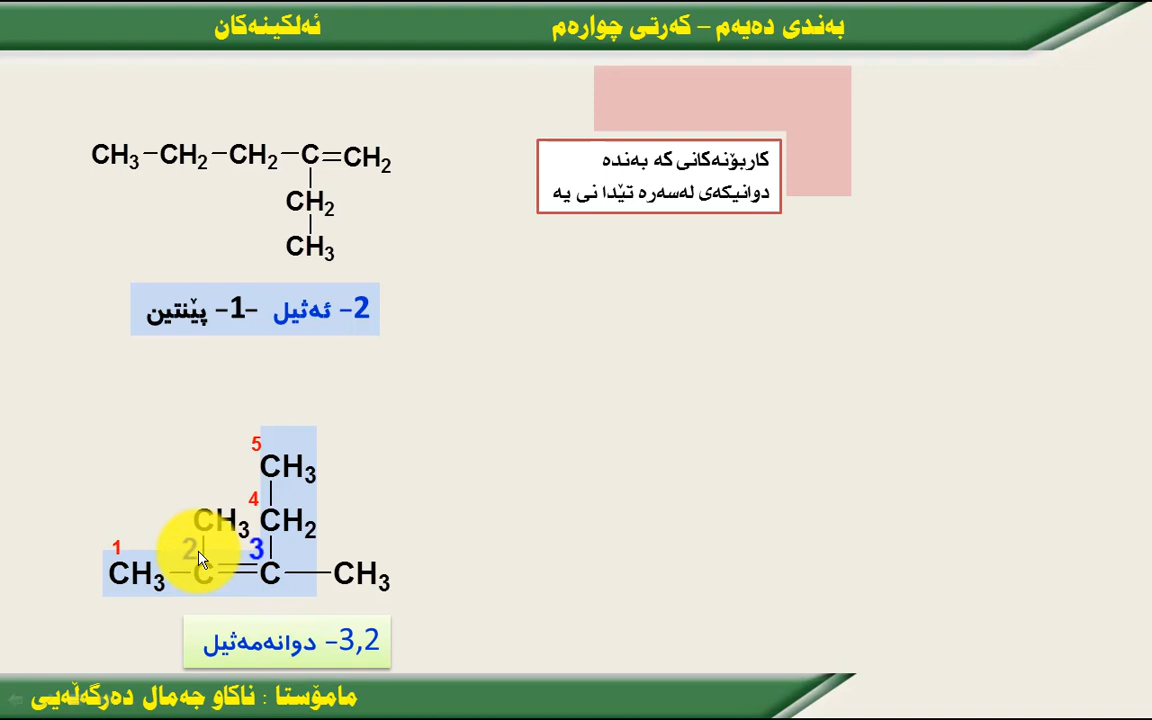 بەندی دەیەم – کەرتی چوارەم
ئەلکینەکان
CH₃–CH₂–CH₂–C=CH₂
CH₂
CH₃
2- ئەثیل -1- پێنتین
کاربۆنەکانی کە بەندە
دوانیکەی لەسەرە تێدا نی یە
5
CH₃
4
CH₃ CH₂
1 2 3
CH₃–C=C–CH₃
3,2- دوانەمەثیل
مامۆستا : ناکاو جەمال دەرگەڵەیی